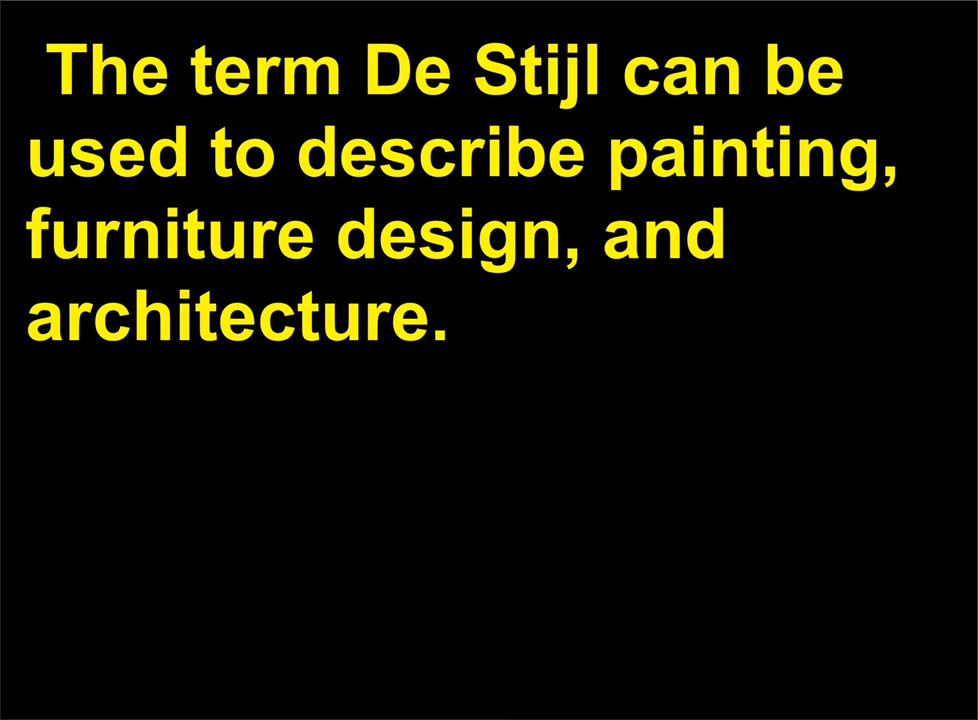 The term De Stijl can be
used to describe painting,
furniture design, and
architecture.